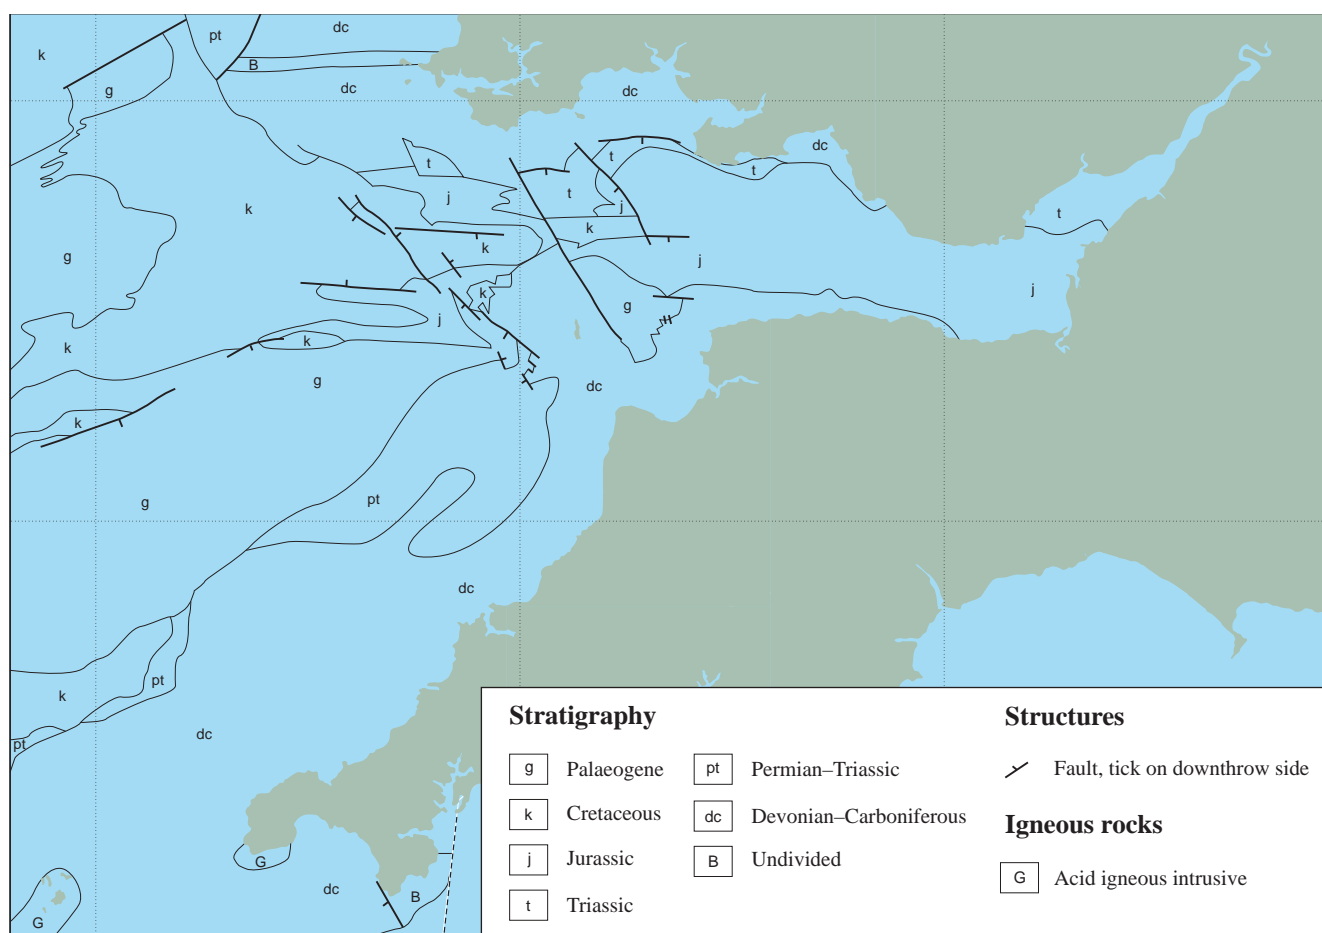 k
pt
dc
B
g
dc
dc
dc
t
t
t
t
j
j
k
k
k
t
g
j
j
k
g
k
j
k
g
dc
k
g
pt
dc
k
pt
pt
dc
G
dc
B
G
Stratigraphy
g Palaeogene
k Cretaceous
j Jurassic
t Triassic
pt Permian–Triassic
dc Devonian–Carboniferous
B Undivided
Structures
Fault, tick on downthrow side
Igneous rocks
G Acid igneous intrusive